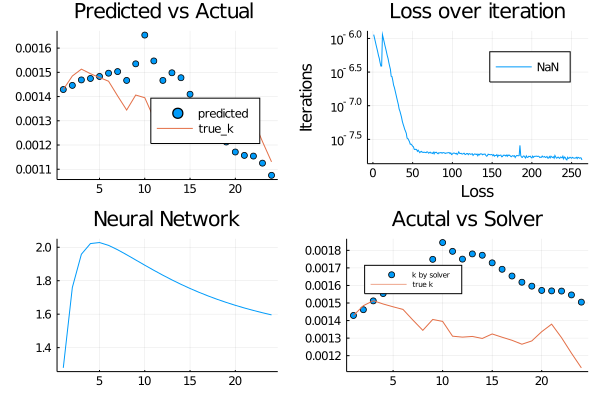 Predicted vs Actual
0.0016
0.0015
0.0014
0.0013
0.0012
0.0011
predicted
true_k
5 10 15 20
Loss over iteration
10^-6.0
10^-6.5
10^-7.0
10^-7.5
Iterations
NaN
0 50 100 150 200 250
Loss
Neural Network
2.0
1.8
1.6
1.4
5 10 15 20
Acutal vs Solver
0.0018
0.0017
0.0016
0.0015
0.0014
0.0013
0.0012
k by solver
true k
5 10 15 20